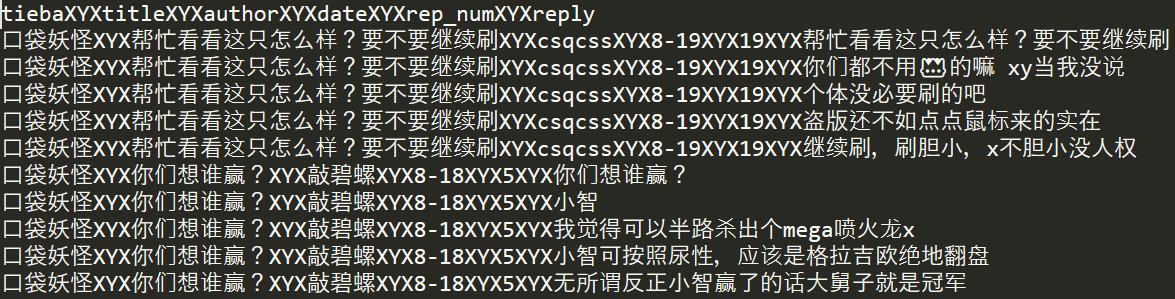 tiebaXYXtitleXYXauthorXYXdateXYXrep_numXYXreply
口袋妖怪XYX帮忙看看这只怎么样？要不要继续刷XYXcsqcssXYX8-19XYX19XYX帮忙看看这只怎么样？要不要继续刷
口袋妖怪XYX帮忙看看这只怎么样？要不要继续刷XYXcsqcssXYX8-19XYX19XYX你们都不用的嘛 xy当我没说
口袋妖怪XYX帮忙看看这只怎么样？要不要继续刷XYXcsqcssXYX8-19XYX19XYX个体没必要刷的吧
口袋妖怪XYX帮忙看看这只怎么样？要不要继续刷XYXcsqcssXYX8-19XYX19XYX盗版还不如点点鼠标来的实在
口袋妖怪XYX帮忙看看这只怎么样？要不要继续刷XYXcsqcssXYX8-19XYX19XYX继续刷，刷胆小，x不胆小没人权
口袋妖怪XYX你们想谁赢？XYX敲碧螺XYX8-18XYX5XYX你们想谁赢？
口袋妖怪XYX你们想谁赢？XYX敲碧螺XYX8-18XYX5XYX小智
口袋妖怪XYX你们想谁赢？XYX敲碧螺XYX8-18XYX5XYX我觉得可以半路杀出个mega喷火龙x
口袋妖怪XYX你们想谁赢？XYX敲碧螺XYX8-18XYX5XYX小智可按照尿性，应该是格拉吉欧绝地翻盘
口袋妖怪XYX你们想谁赢？XYX敲碧螺XYX8-18XYX5XYX无所谓反正小智赢了的话大舅子就是冠军